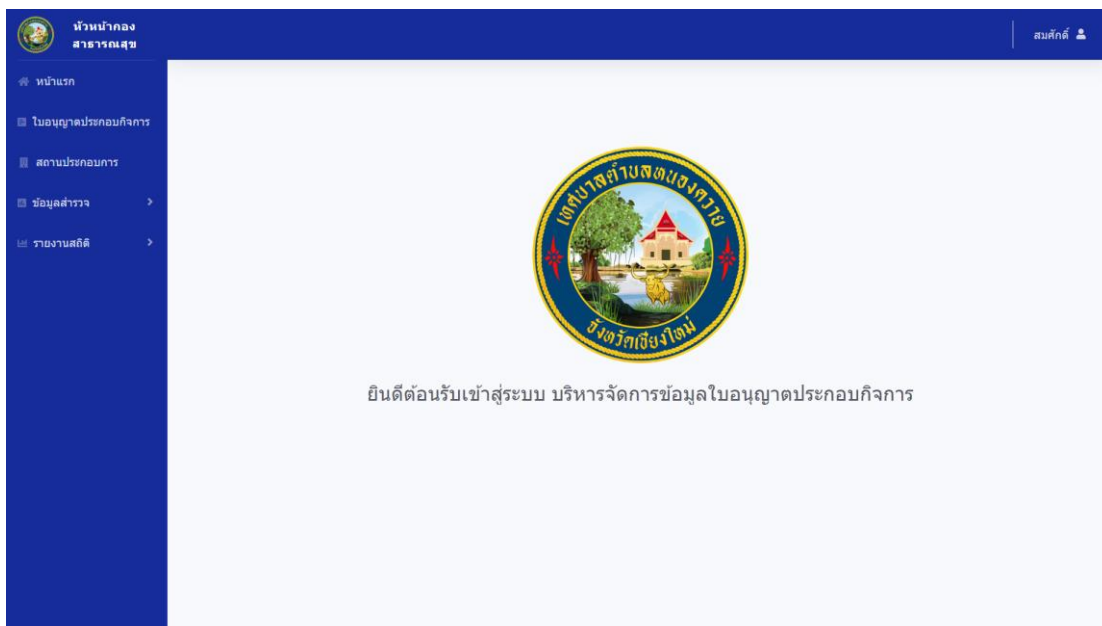 หัวหน้ากอง
สาธารณสุข
สมศักดิ์
หน้าแรก
ใบอนุญาตประกอบกิจการ
สถานประกอบการ
ข้อมูลสำรวจ
รายงานสถิติ
เทศบาลตำบลหนองควาย
จังหวัดเชียงใหม่
ยินดีต้อนรับเข้าสู่ระบบ บริหารจัดการข้อมูลใบอนุญาตประกอบกิจการ